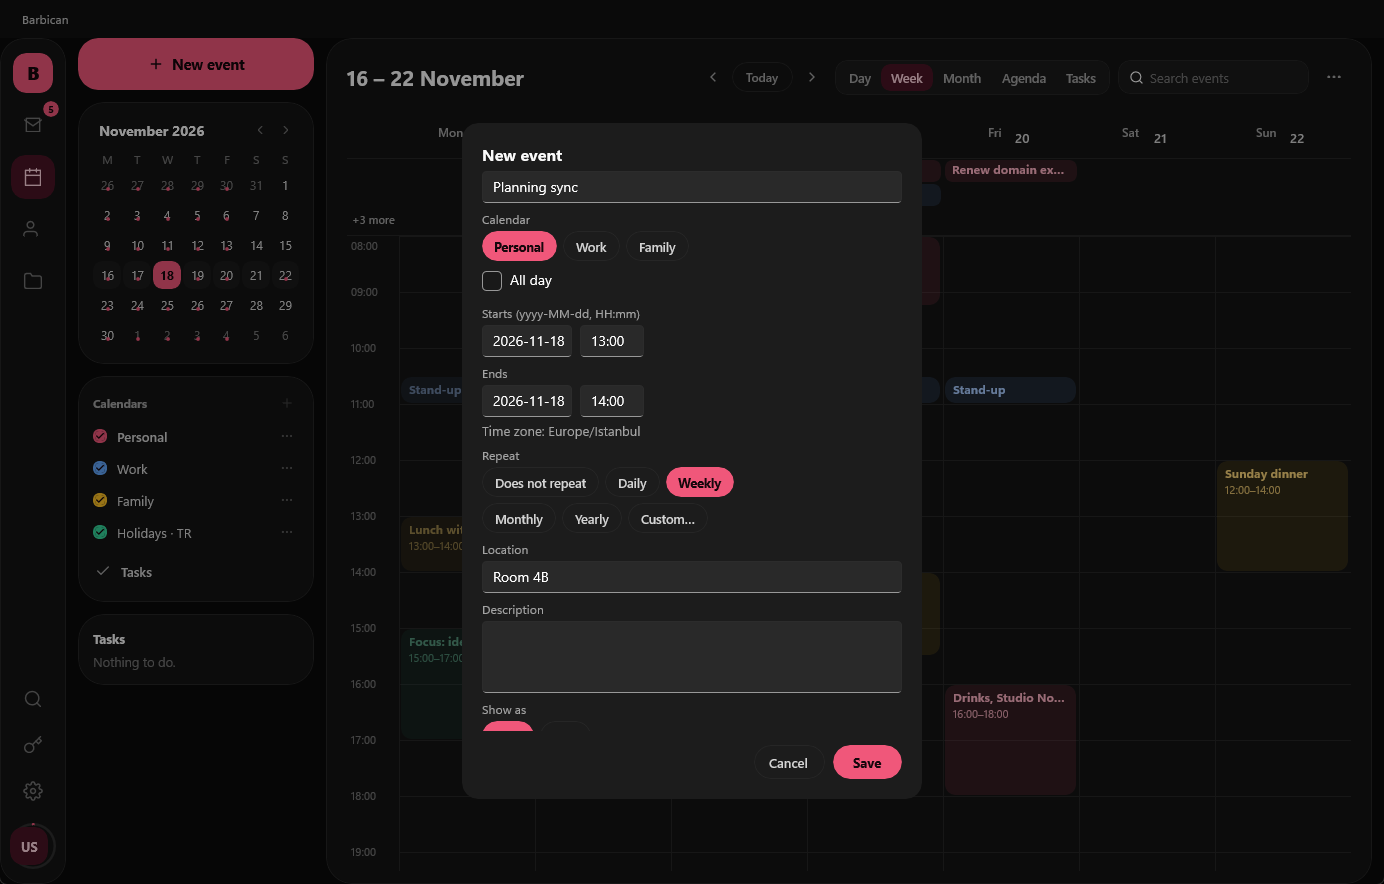 Barbican
B
5
US
+ New event
November 2026
M T W T F S S
26 27 28 29 30 31 1
2 3 4 5 6 7 8
9 10 11 12 13 14 15
16 17 18 19 20 21 22
23 24 25 26 27 28 29
30 1 2 3 4 5 6
Calendars
Personal
Work
Family
Holidays · TR
Tasks
Tasks
Nothing to do.
16 – 22 November
Today
Day Week Month Agenda Tasks
Search events
Mon
Fri 20
Sat 21
Sun 22
Renew domain ex...
+3 more
08:00
09:00
10:00
11:00
12:00
13:00
14:00
15:00
16:00
17:00
18:00
19:00
Stand-up
Lunch wit
13:00–14:00
Focus: ide
15:00–17:00
Stand-up
Drinks, Studio No...
16:00–18:00
Sunday dinner
12:00–14:00
New event
Planning sync
Calendar
Personal Work Family
All day
Starts (yyyy-MM-dd, HH:mm)
2026-11-18 13:00
Ends
2026-11-18 14:00
Time zone: Europe/Istanbul
Repeat
Does not repeat Daily Weekly
Monthly Yearly Custom...
Location
Room 4B
Description
Show as
Cancel Save